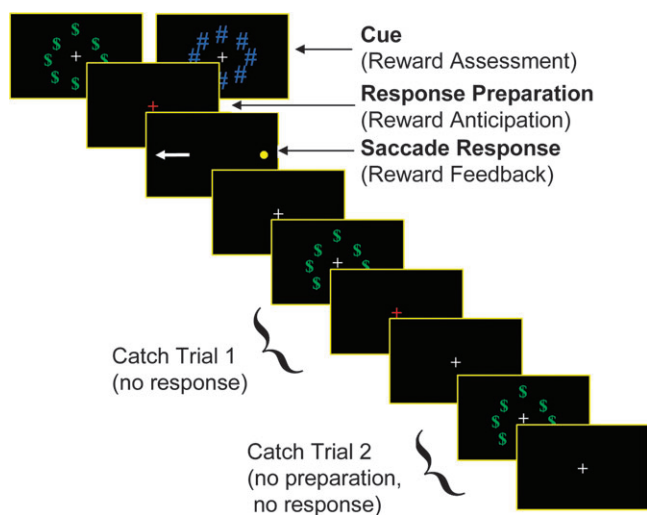 $ $ $ $ $ $ $ $
# # # # # # # #
Cue
(Reward Assessment)
Response Preparation
(Reward Anticipation)
Saccade Response
(Reward Feedback)
$ $ $ $ $ $
Catch Trial 1
(no response)
$ $ $ $ $ $
Catch Trial 2
(no preparation,
no response)